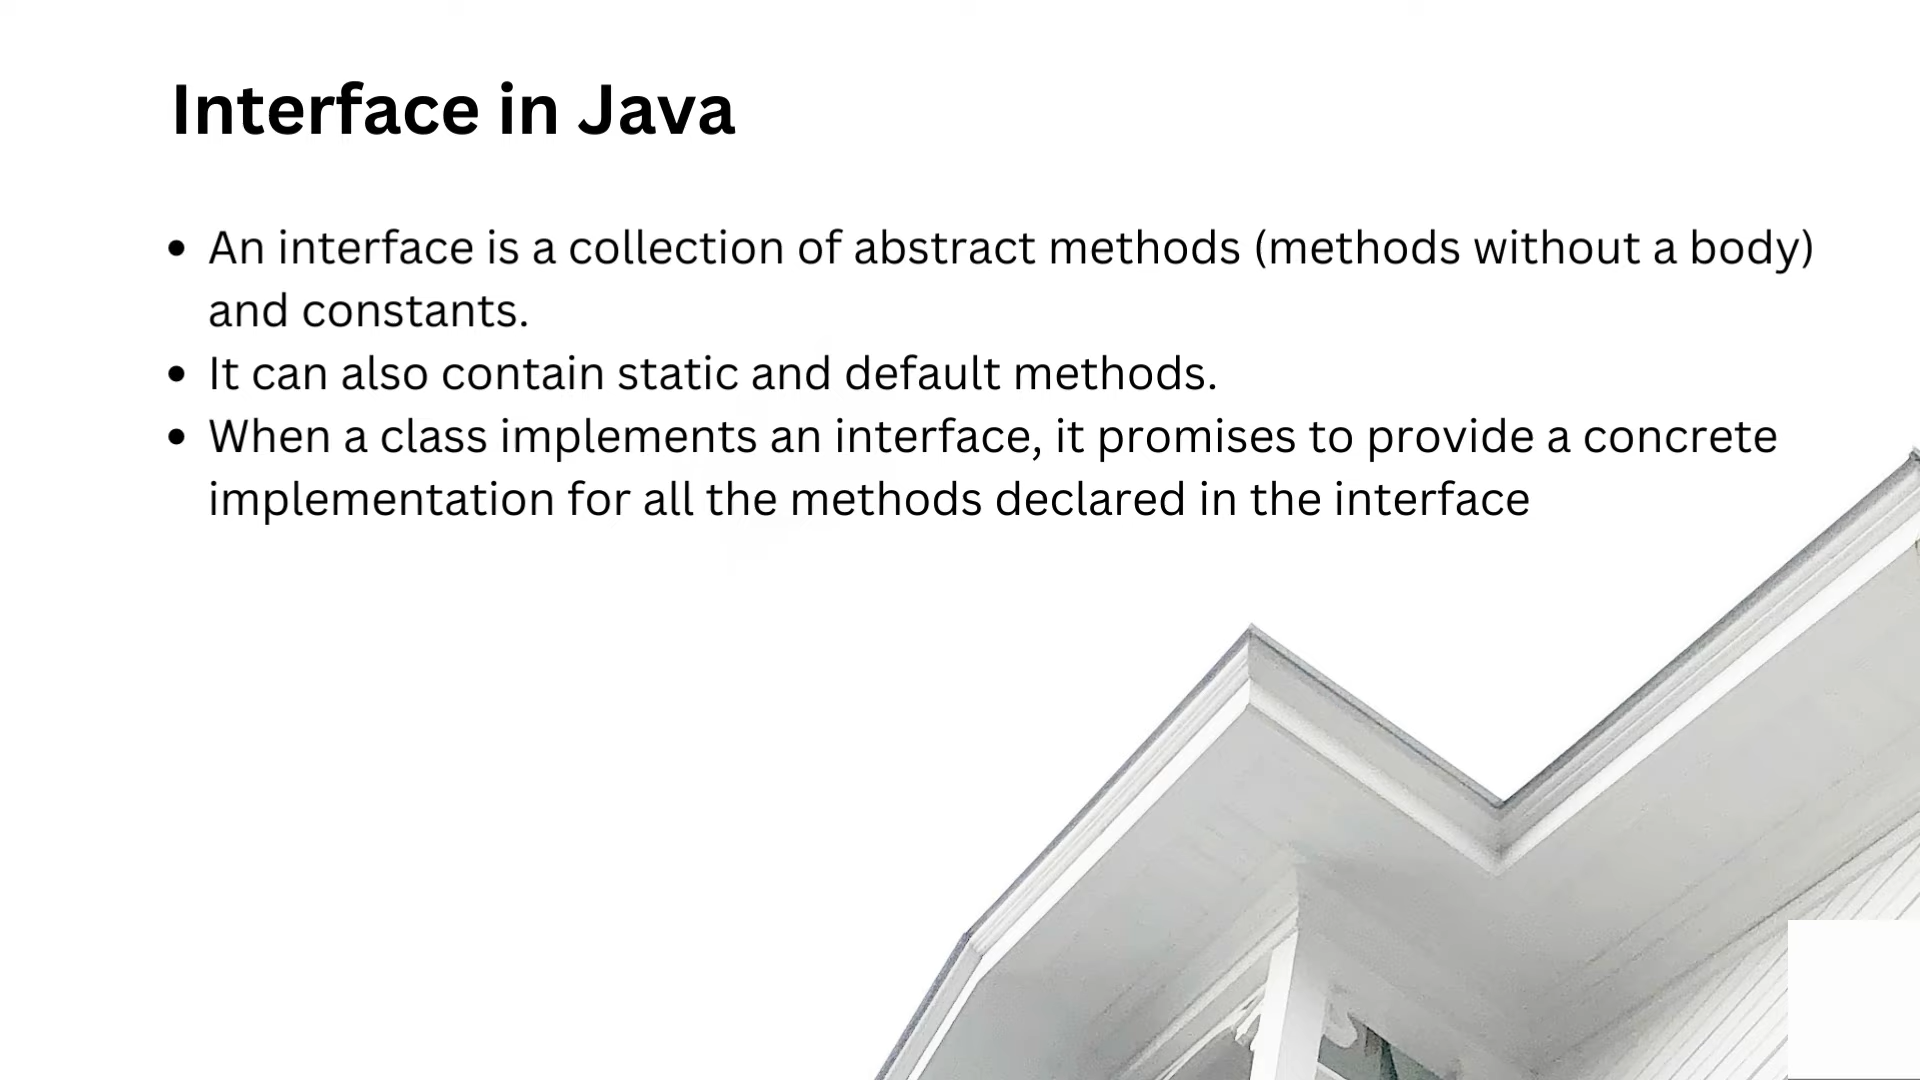 Interface in Java
• An interface is a collection of abstract methods (methods without a body)
and constants.
• It can also contain static and default methods.
• When a class implements an interface, it promises to provide a concrete
implementation for all the methods declared in the interface